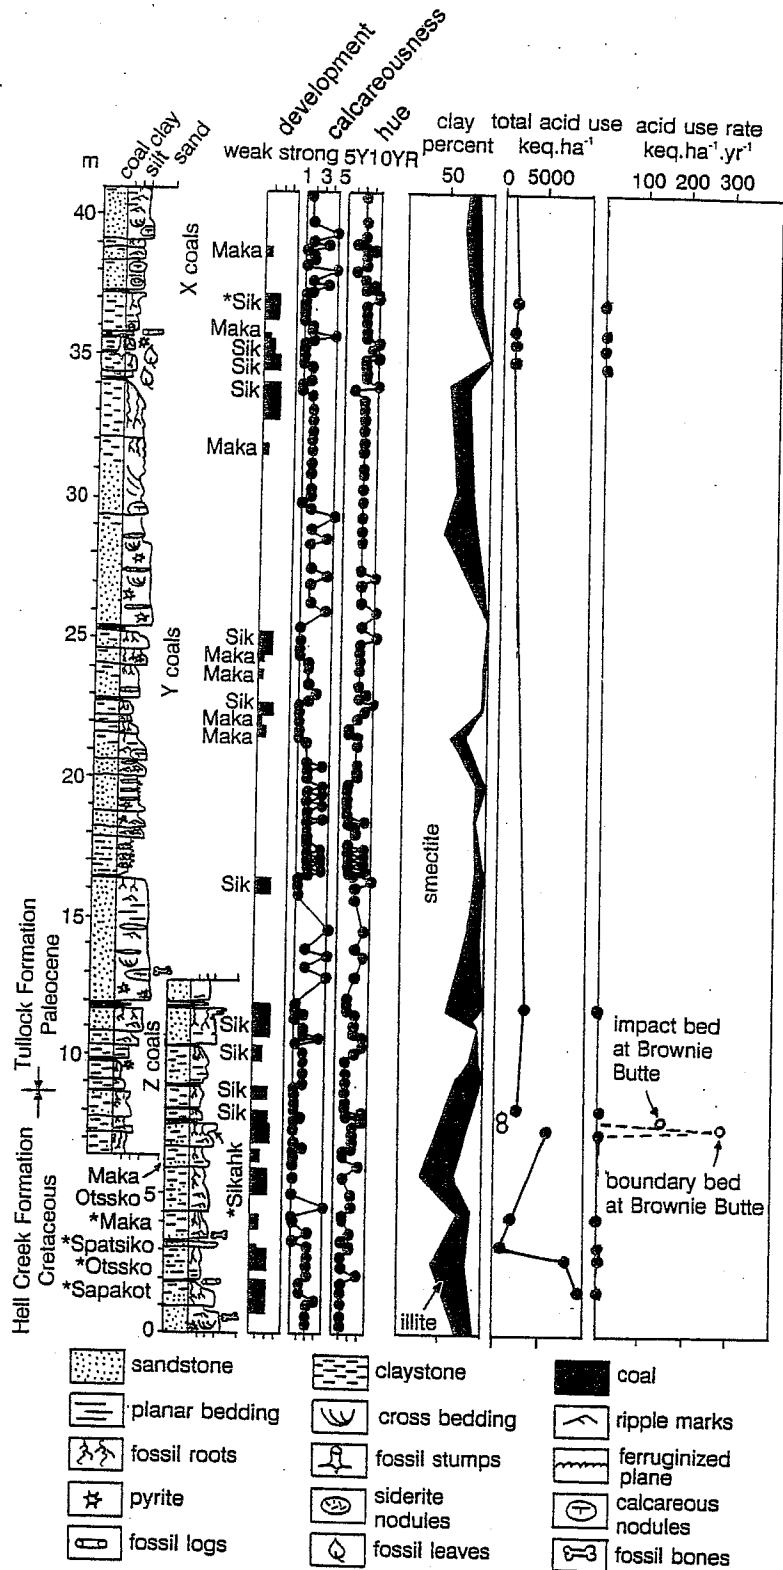 development
calcareousness
hue
coal clay
silt
sand
m
weak strong 5Y10YR
clay
percent
total acid use
keq.ha⁻¹
acid use rate
keq.ha⁻¹.yr⁻¹
1 3 1 3 5
50
0 5000
100 200 300
40
X coals
Maka
*Sik
Maka
35
Sik
Sik
Sik
Maka
30
25
Y coals
Sik
Maka
Maka
Sik
Maka
Maka
20
smectite
Sik
15
Tullock Formation
Paleocene
Z coals
10
Sik
Sik
Sik
Sik
impact bed
at Brownie
Butte
boundary bed
at Brownie Butte
Hell Creek Formation
Cretaceous
*Sikahk
Maka
Otssko
5
*Maka
*Spatsiko
*Otssko
*Sapakot
illite
0
sandstone
claystone
coal
planar bedding
cross bedding
ripple marks
fossil roots
fossil stumps
ferruginized
plane
pyrite
siderite
nodules
calcareous
nodules
fossil logs
fossil leaves
fossil bones